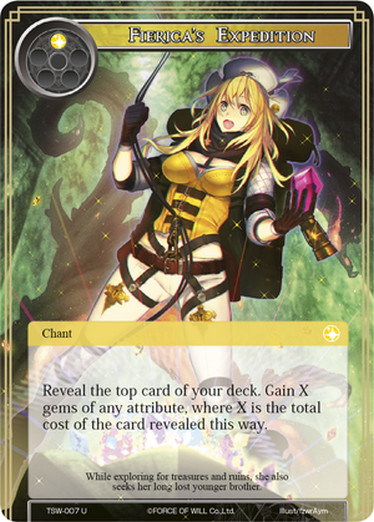 Fierica's Expedition
Chant
Reveal the top card of your deck. Gain X
gems of any attribute, where X is the total
cost of the card revealed this way.
While exploring for treasures and ruins, she also
seeks her long lost younger brother.
TSW-007 U ©FORCE OF WILL Co.,Ltd. Illust/fzwrAym